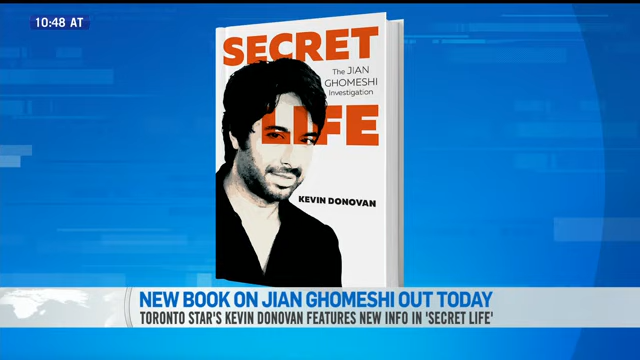 10:48 AT
SECRET
The JIAN
GHOMESHI
Investigation
LIFE
KEVIN DONOVAN
NEW BOOK ON JIAN GHOMESHI OUT TODAY
TORONTO STAR'S KEVIN DONOVAN FEATURES NEW INFO IN 'SECRET LIFE'